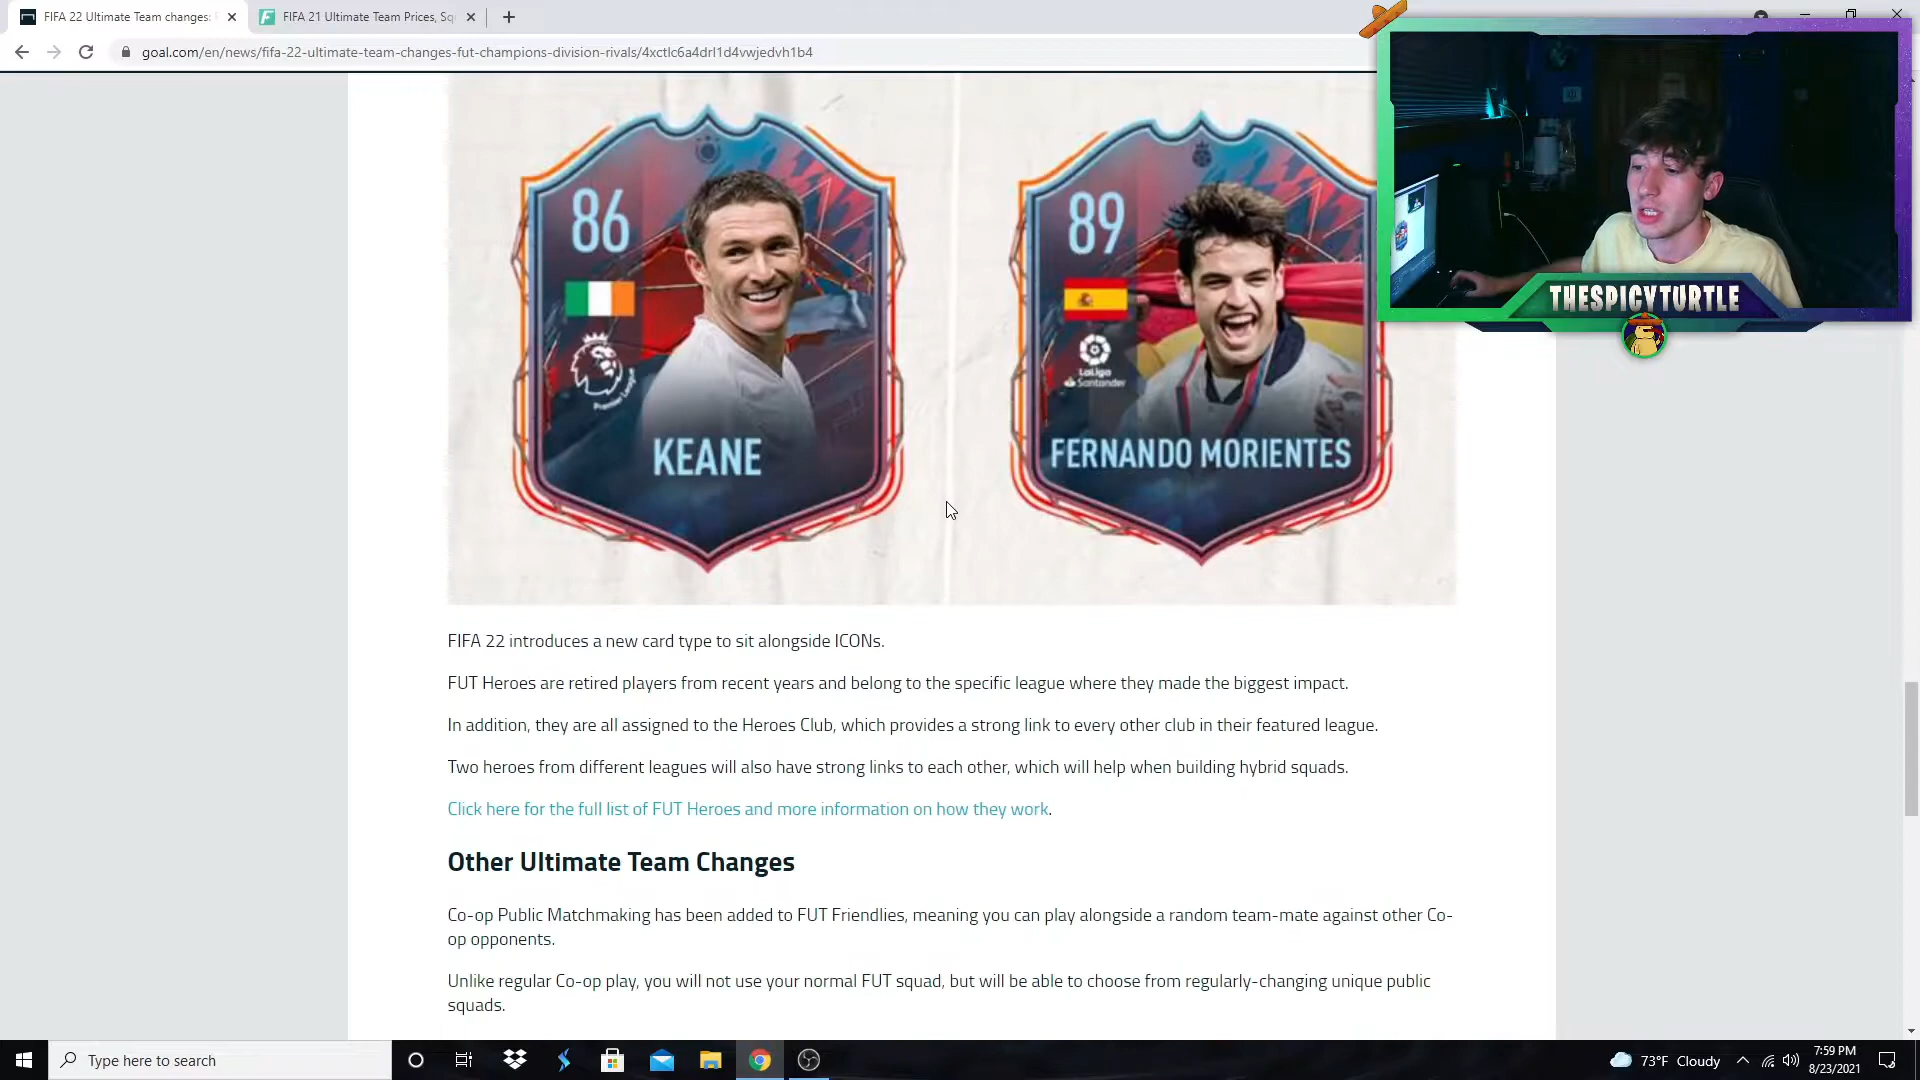 FIFA 22 Ultimate Team changes:
FIFA 21 Ultimate Team Prices, Sq
goal.com/en/news/fifa-22-ultimate-team-changes-fut-champions-division-rivals/4xctlc6a4drl1d4vwjedvh1b4
THESPICYTURTLE
86
KEANE
Premier League
89
LaLiga
Santander
FERNANDO MORIENTES
FIFA 22 introduces a new card type to sit alongside ICONs.
FUT Heroes are retired players from recent years and belong to the specific league where they made the biggest impact.
In addition, they are all assigned to the Heroes Club, which provides a strong link to every other club in their featured league.
Two heroes from different leagues will also have strong links to each other, which will help when building hybrid squads.
Click here for the full list of FUT Heroes and more information on how they work.
Other Ultimate Team Changes
Co-op Public Matchmaking has been added to FUT Friendlies, meaning you can play alongside a random team-mate against other Co-
op opponents.
Unlike regular Co-op play, you will not use your normal FUT squad, but will be able to choose from regularly-changing unique public
squads.
Type here to search
73°F Cloudy
7:59 PM
8/23/2021